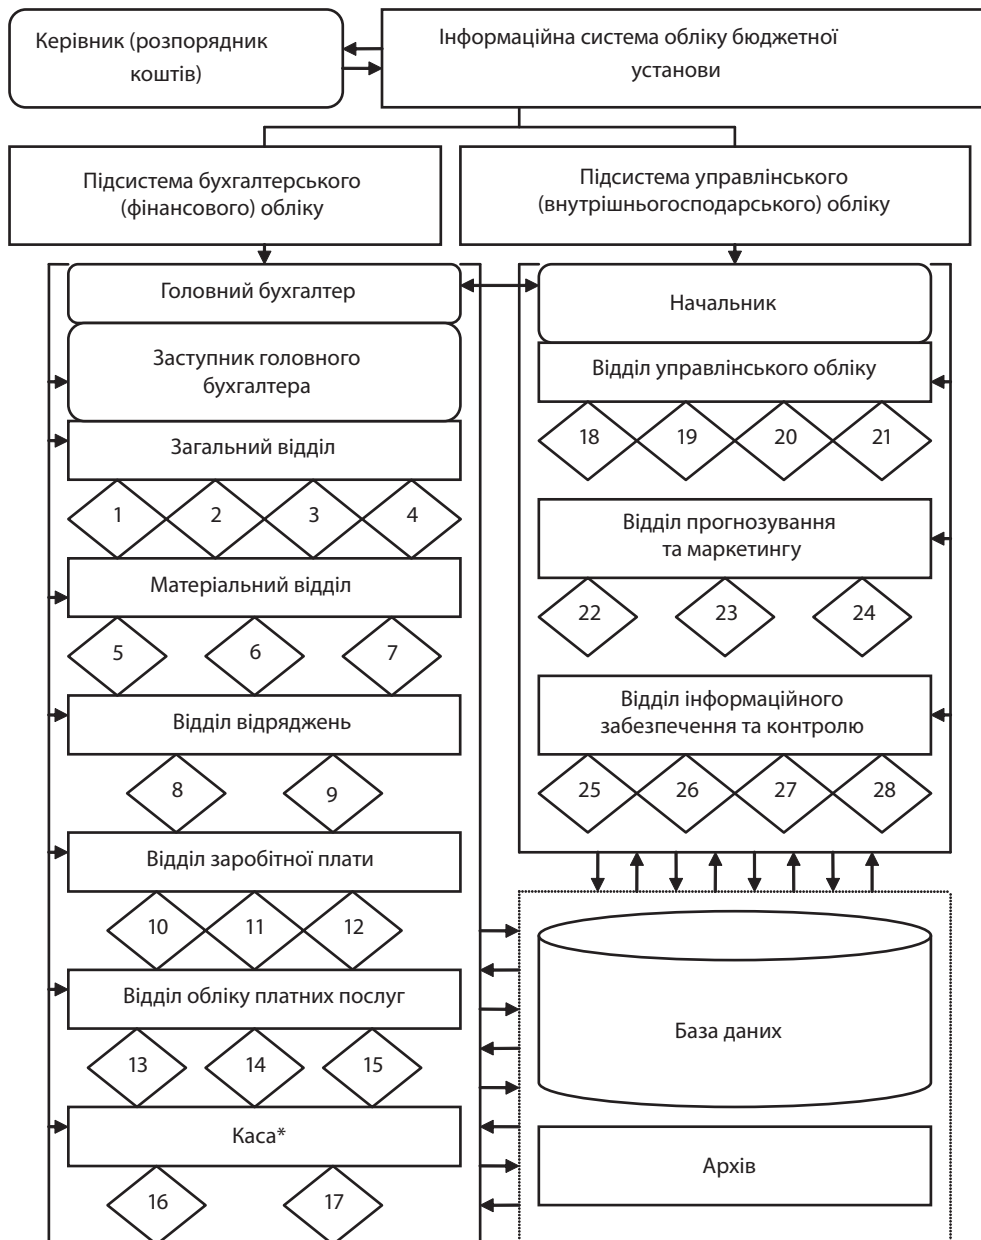 Керівник (розпорядник
коштів)
Інформаційна система обліку бюджетної
установи
Підсистема бухгалтерського
(фінансового) обліку
Підсистема управлінського
(внутрішньогосподарського) обліку
Головний бухгалтер
Заступник головного
бухгалтера
Загальний відділ
1 2 3 4
Матеріальний відділ
5 6 7
Відділ відряджень
8 9
Відділ заробітної плати
10 11 12
Відділ обліку платних послуг
13 14 15
Каса*
16 17
Начальник
Відділ управлінського обліку
18 19 20 21
Відділ прогнозування
та маркетингу
22 23 24
Відділ інформаційного
забезпечення та контролю
25 26 27 28
База даних
Архів